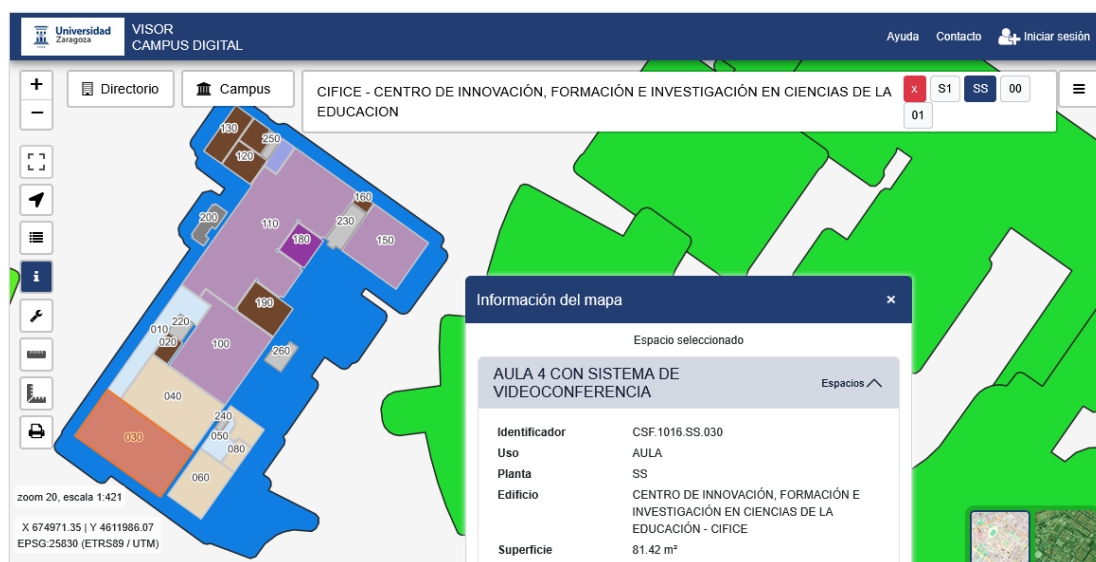 Universidad
Zaragoza
VISOR
CAMPUS DIGITAL
Ayuda Contacto Iniciar sesión
+
−
Directorio
Campus
CIFICE - CENTRO DE INNOVACIÓN, FORMACIÓN E INVESTIGACIÓN EN CIENCIAS DE LA
EDUCACION
x S1 SS 00
01
130
250
120
160
200
110
230
180
150
190
220
010
020
100
260
040
240
030
050
080
060
Información del mapa ×
Espacio seleccionado
AULA 4 CON SISTEMA DE
VIDEOCONFERENCIA
Espacios
Identificador CSF.1016.SS.030
Uso AULA
Planta SS
Edificio CENTRO DE INNOVACIÓN, FORMACIÓN E
INVESTIGACIÓN EN CIENCIAS DE LA
EDUCACIÓN - CIFICE
Superficie 81.42 m²
zoom 20, escala 1:421
X 674971.35 | Y 4611986.07
EPSG:25830 (ETRS89 / UTM)